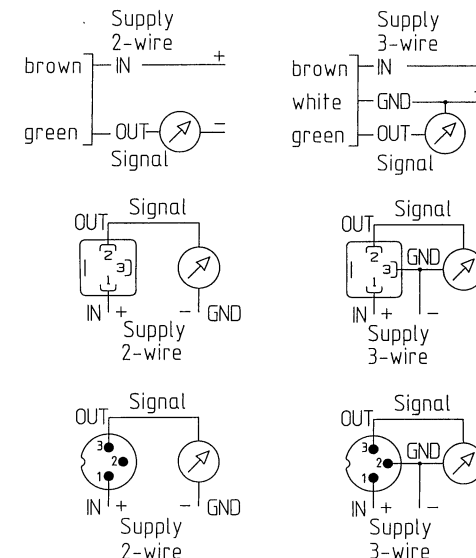 Supply
2-wire
brown IN +
green OUT −
Signal
Supply
3-wire
brown IN
white GND
green OUT
Signal
Signal
OUT
2
3
1
IN + − GND
Supply
2-wire
Signal
OUT
2
3 GND
1
IN + −
Supply
3-wire
Signal
OUT
3
2
1
IN + − GND
Supply
2-wire
Signal
OUT
3
2 GND
1
IN + −
Supply
3-wire